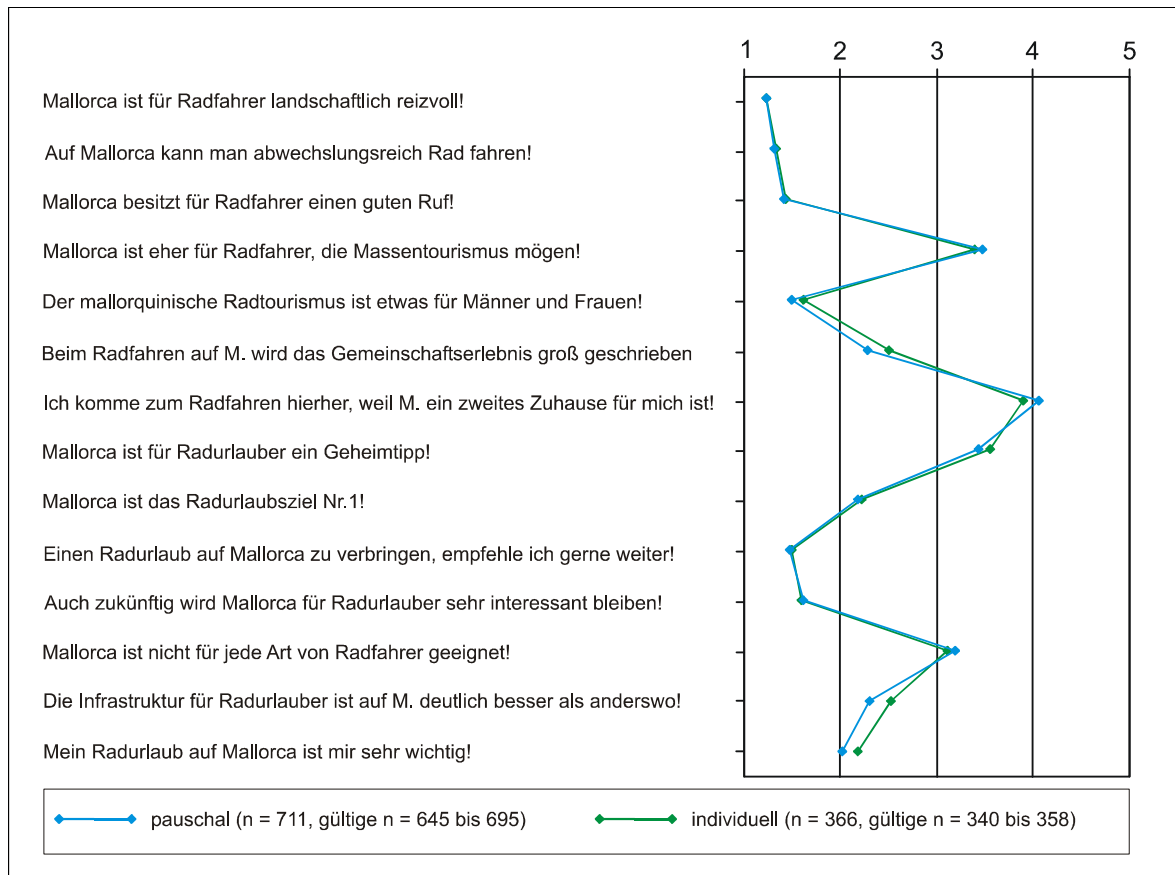 1 2 3 4 5
Mallorca ist für Radfahrer landschaftlich reizvoll!
Auf Mallorca kann man abwechslungsreich Rad fahren!
Mallorca besitzt für Radfahrer einen guten Ruf!
Mallorca ist eher für Radfahrer, die Massentourismus mögen!
Der mallorquinische Radtourismus ist etwas für Männer und Frauen!
Beim Radfahren auf M. wird das Gemeinschaftserlebnis groß geschrieben
Ich komme zum Radfahren hierher, weil M. ein zweites Zuhause für mich ist!
Mallorca ist für Radurlauber ein Geheimtipp!
Mallorca ist das Radurlaubsziel Nr.1!
Einen Radurlaub auf Mallorca zu verbringen, empfehle ich gerne weiter!
Auch zukünftig wird Mallorca für Radurlauber sehr interessant bleiben!
Mallorca ist nicht für jede Art von Radfahrer geeignet!
Die Infrastruktur für Radurlauber ist auf M. deutlich besser als anderswo!
Mein Radurlaub auf Mallorca ist mir sehr wichtig!
pauschal (n = 711, gültige n = 645 bis 695) individuell (n = 366, gültige n = 340 bis 358)